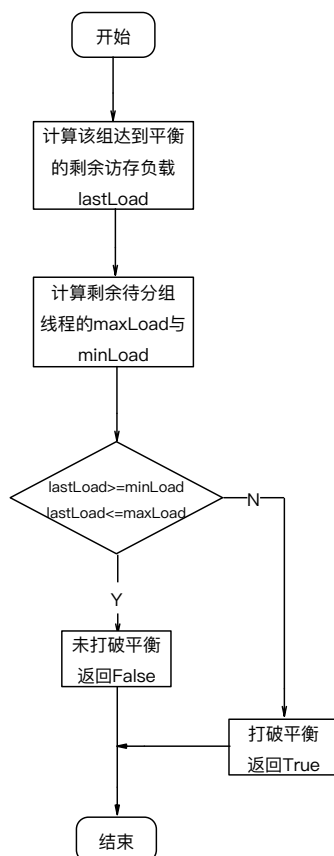 开始
计算该组达到平衡
的剩余访存负载
lastLoad
计算剩余待分组
线程的maxLoad与
minLoad
lastLoad>=minLoad
lastLoad<=maxLoad
N
Y
未打破平衡
返回False
打破平衡
返回True
结束